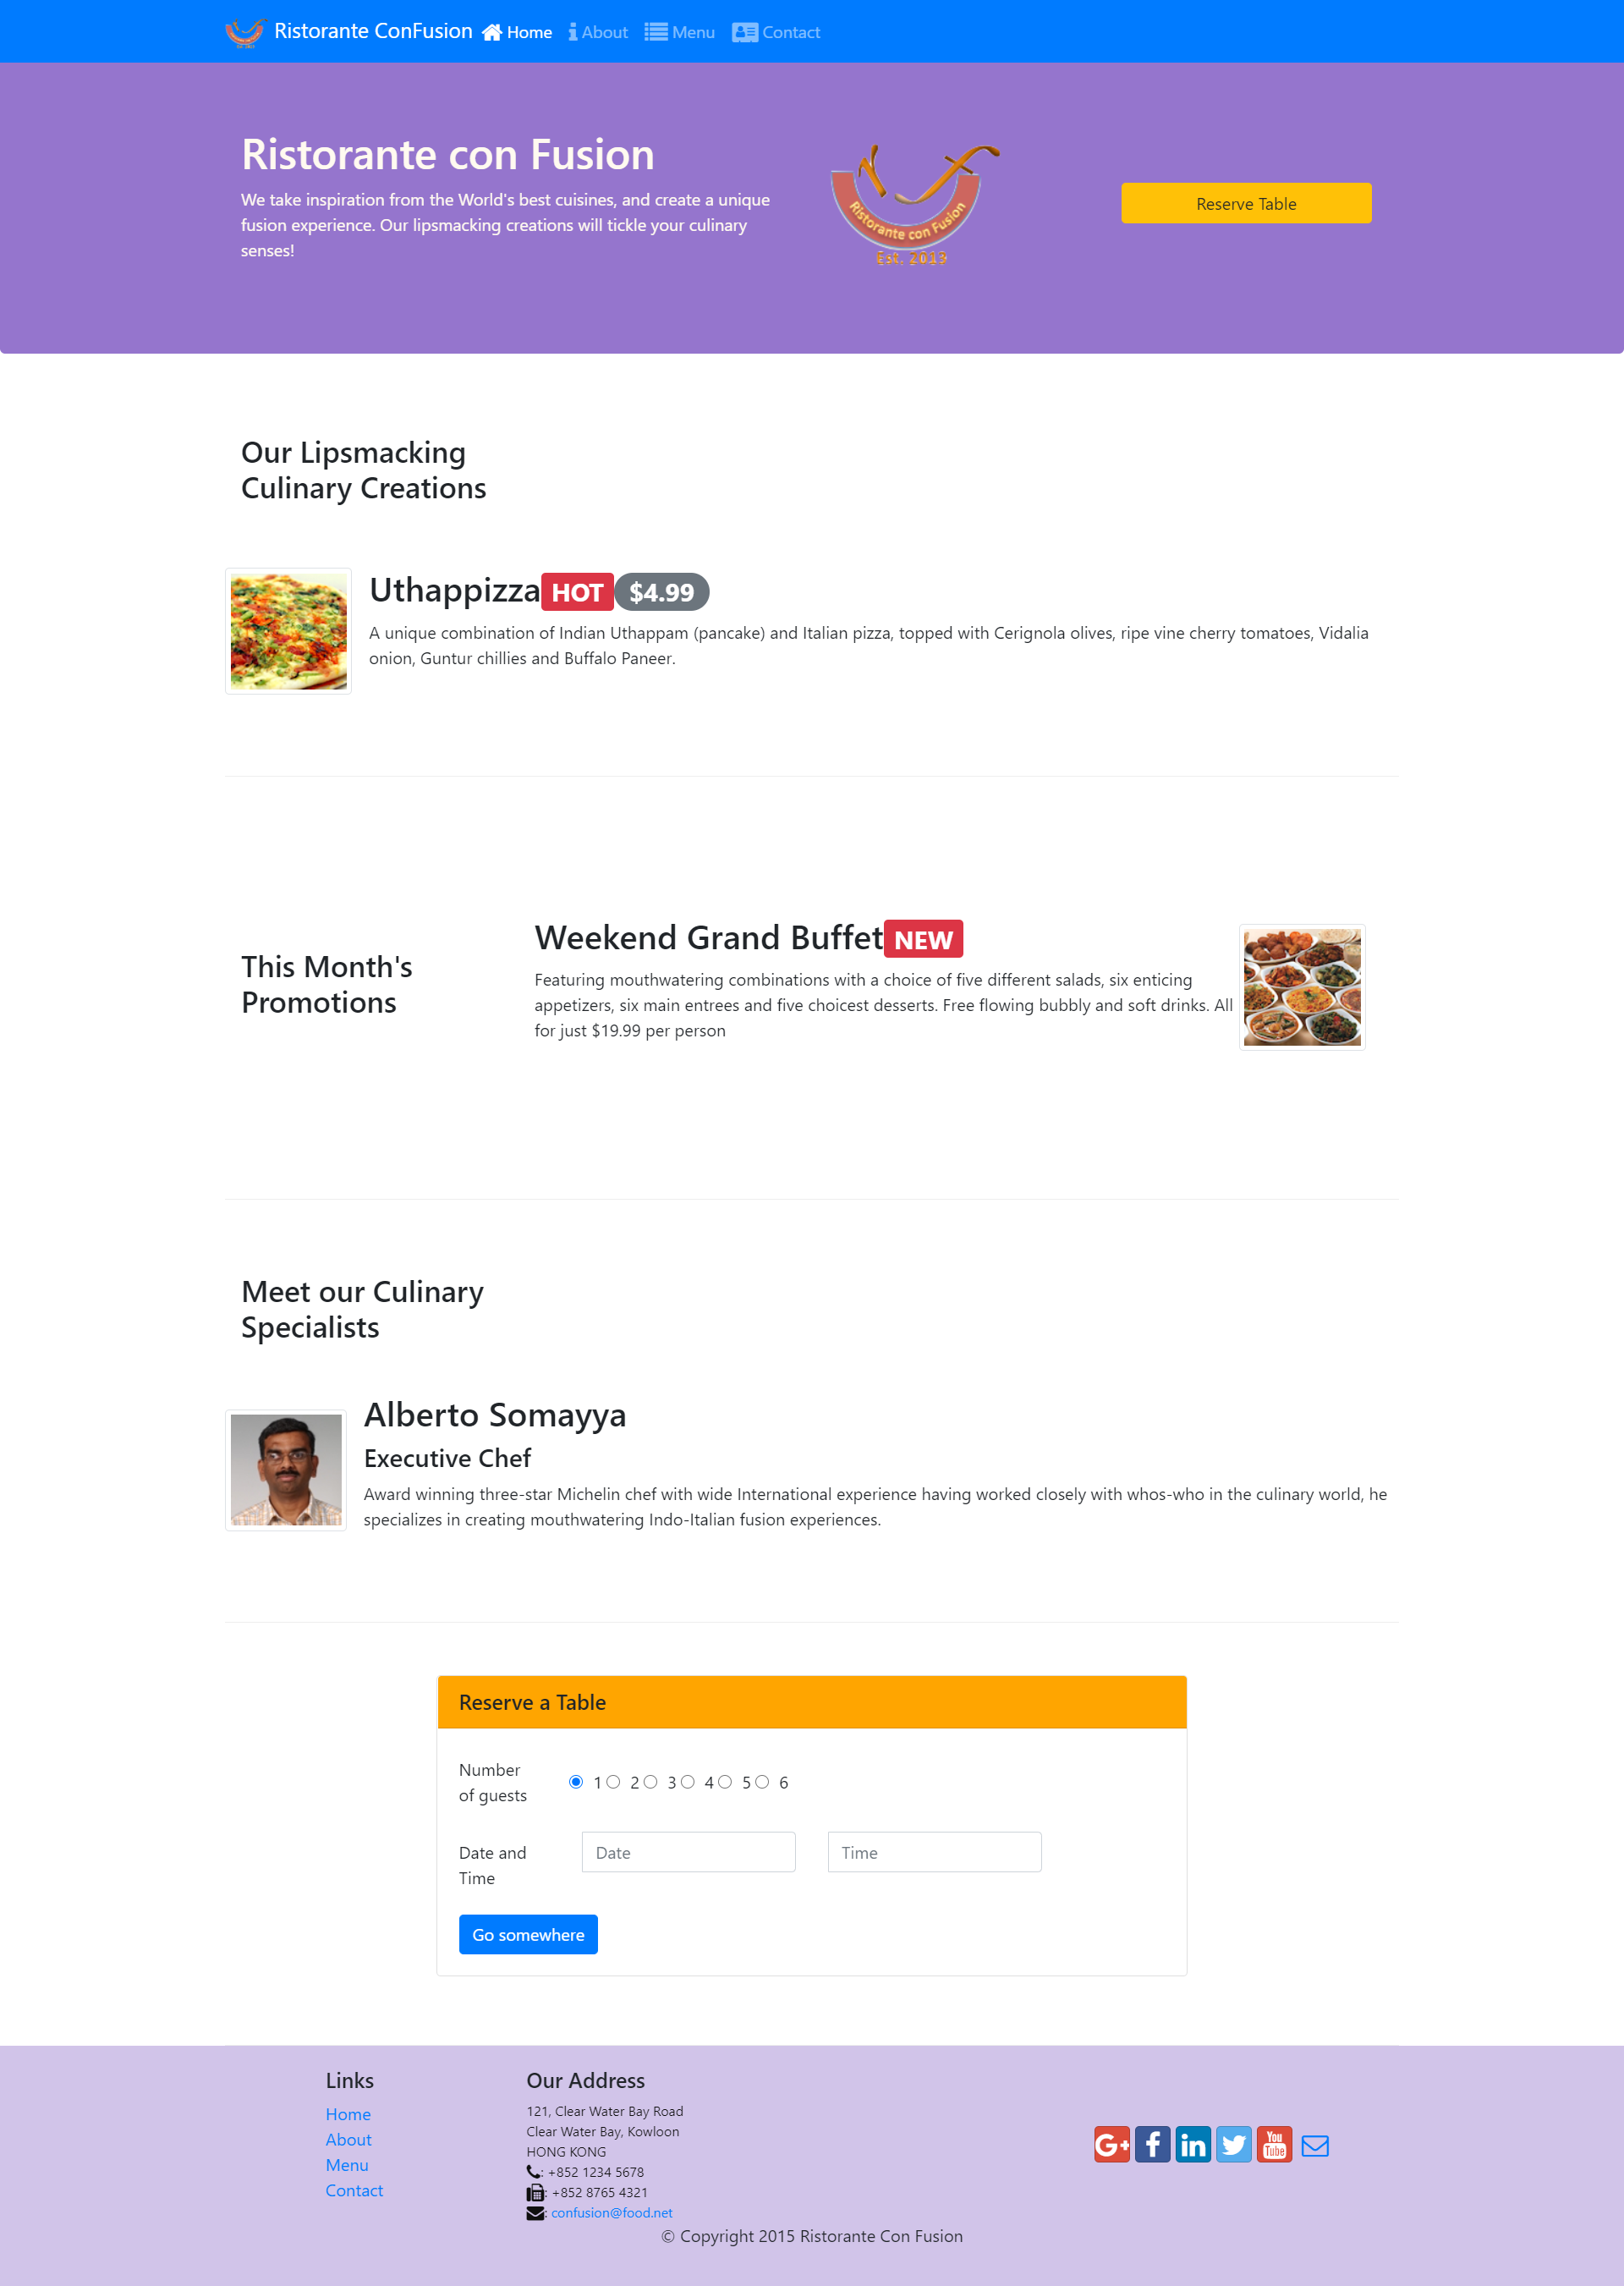 Ristorante ConFusion Home About Menu Contact
Ristorante con Fusion
We take inspiration from the World's best cuisines, and create a unique
fusion experience. Our lipsmacking creations will tickle your culinary
senses!
Ristorante con Fusion
Est. 2013
Reserve Table
Our Lipsmacking
Culinary Creations
Uthappizza HOT $4.99
A unique combination of Indian Uthappam (pancake) and Italian pizza, topped with Cerignola olives, ripe vine cherry tomatoes, Vidalia
onion, Guntur chillies and Buffalo Paneer.
This Month's
Promotions
Weekend Grand Buffet NEW
Featuring mouthwatering combinations with a choice of five different salads, six enticing
appetizers, six main entrees and five choicest desserts. Free flowing bubbly and soft drinks. All
for just $19.99 per person
Meet our Culinary
Specialists
Alberto Somayya
Executive Chef
Award winning three-star Michelin chef with wide International experience having worked closely with whos-who in the culinary world, he
specializes in creating mouthwatering Indo-Italian fusion experiences.
Reserve a Table
Number
of guests
1 2 3 4 5 6
Date and
Time
Date
Time
Go somewhere
Links
Home
About
Menu
Contact
Our Address
121, Clear Water Bay Road
Clear Water Bay, Kowloon
HONG KONG
: +852 1234 5678
: +852 8765 4321
: confusion@food.net
G+ f in You Tube
© Copyright 2015 Ristorante Con Fusion